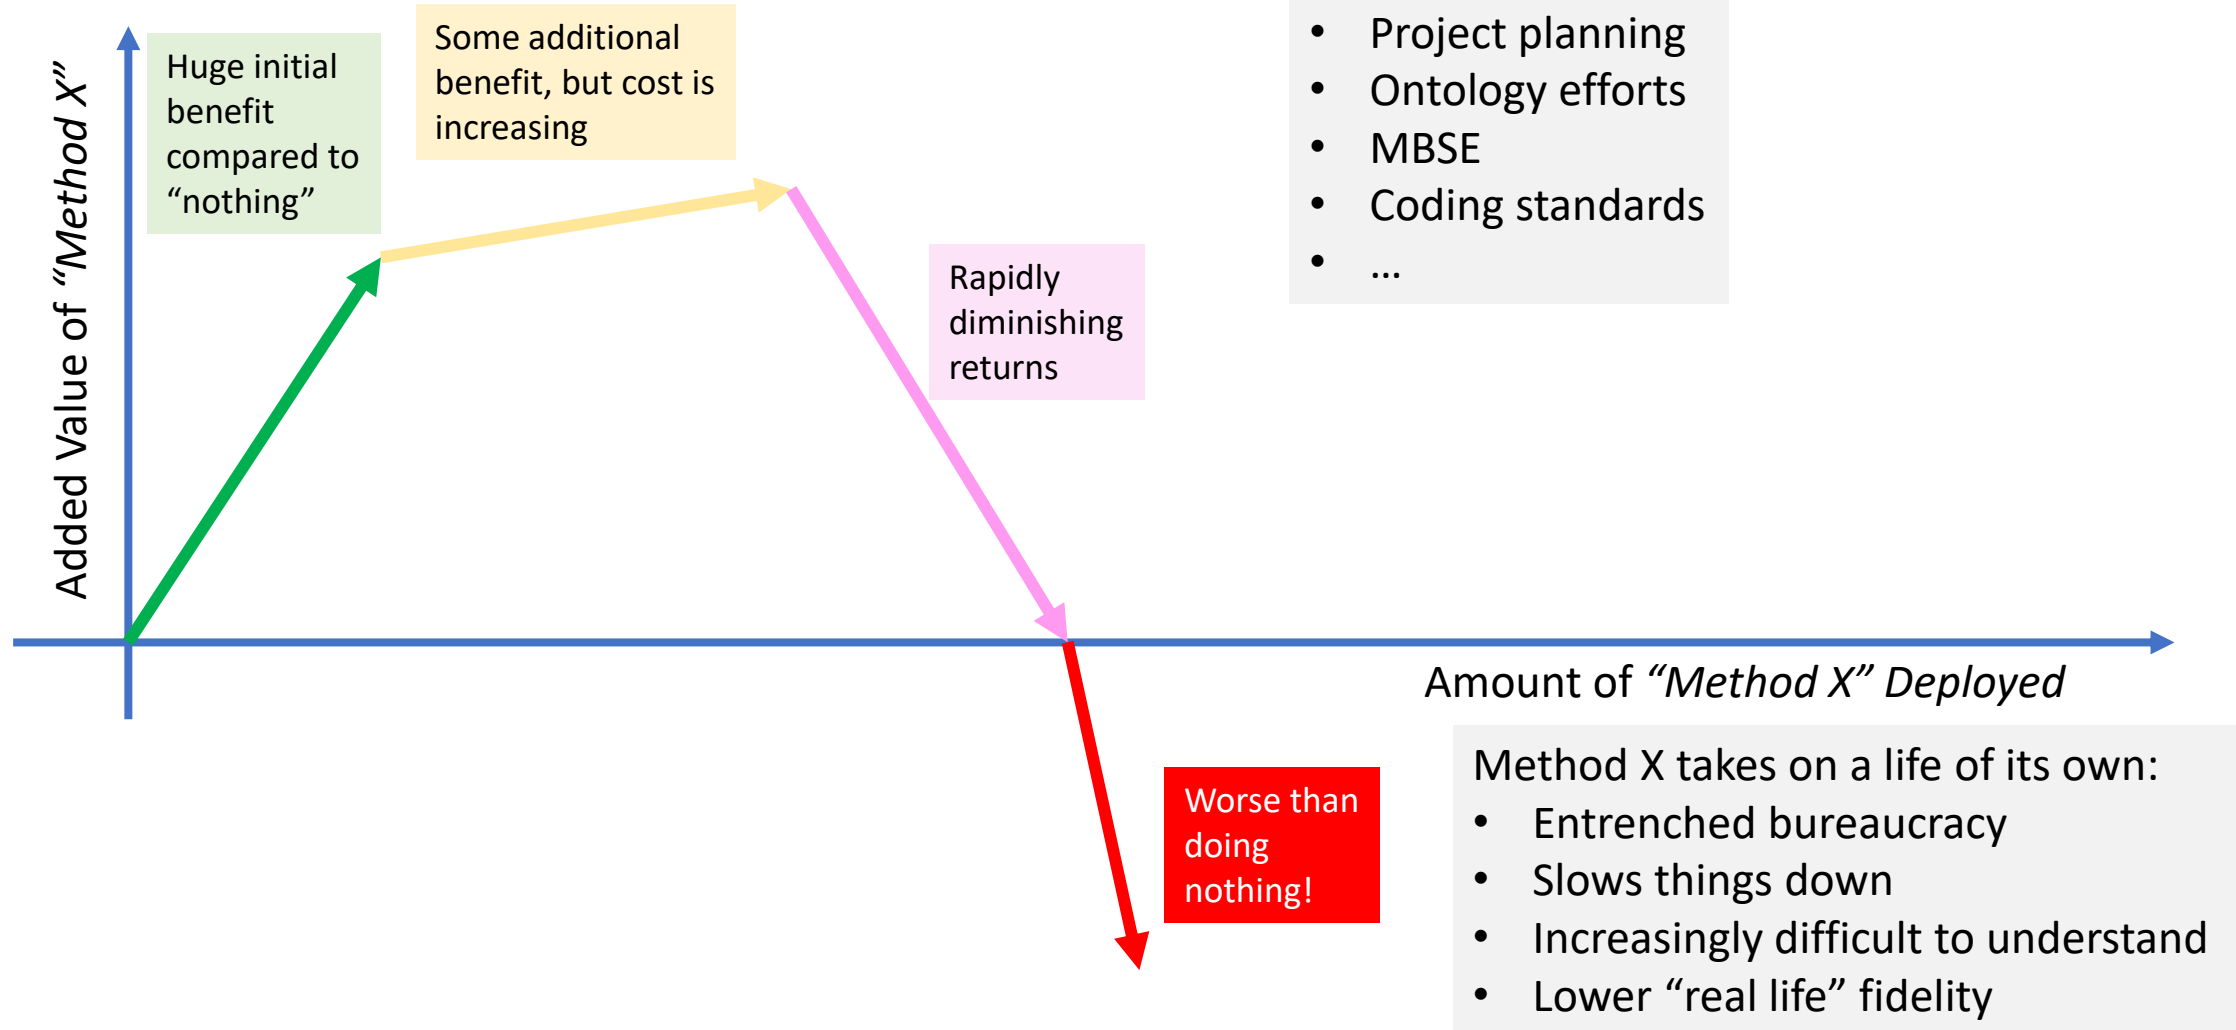 Added Value of “Method X”
Huge initial
benefit
compared to
“nothing”
Some additional
benefit, but cost is
increasing
Rapidly
diminishing
returns
• Project planning
• Ontology efforts
• MBSE
• Coding standards
• …
Amount of “Method X” Deployed
Worse than
doing
nothing!
Method X takes on a life of its own:
• Entrenched bureaucracy
• Slows things down
• Increasingly difficult to understand
• Lower “real life” fidelity